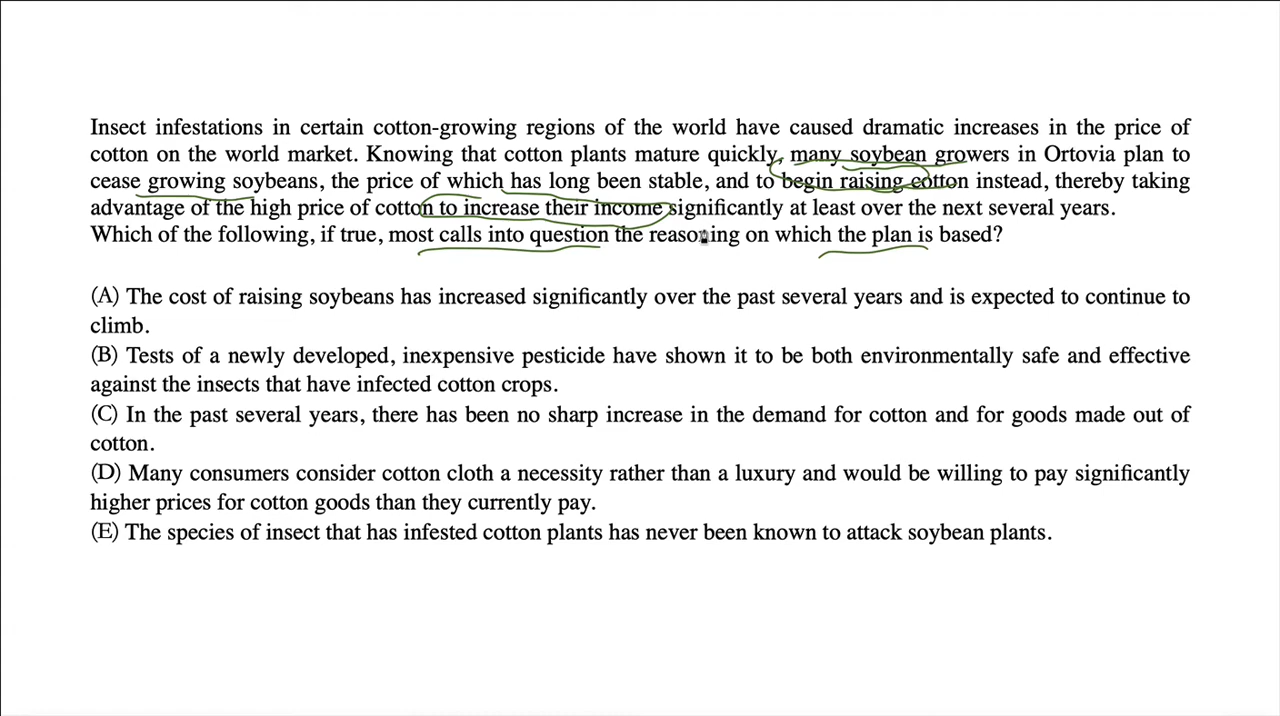 Insect infestations in certain cotton-growing regions of the world have caused dramatic increases in the price of
cotton on the world market. Knowing that cotton plants mature quickly, many soybean growers in Ortovia plan to
cease growing soybeans, the price of which has long been stable, and to begin raising cotton instead, thereby taking
advantage of the high price of cotton to increase their income significantly at least over the next several years.
Which of the following, if true, most calls into question the reasoning on which the plan is based?
(A) The cost of raising soybeans has increased significantly over the past several years and is expected to continue to
climb.
(B) Tests of a newly developed, inexpensive pesticide have shown it to be both environmentally safe and effective
against the insects that have infected cotton crops.
(C) In the past several years, there has been no sharp increase in the demand for cotton and for goods made out of
cotton.
(D) Many consumers consider cotton cloth a necessity rather than a luxury and would be willing to pay significantly
higher prices for cotton goods than they currently pay.
(E) The species of insect that has infested cotton plants has never been known to attack soybean plants.